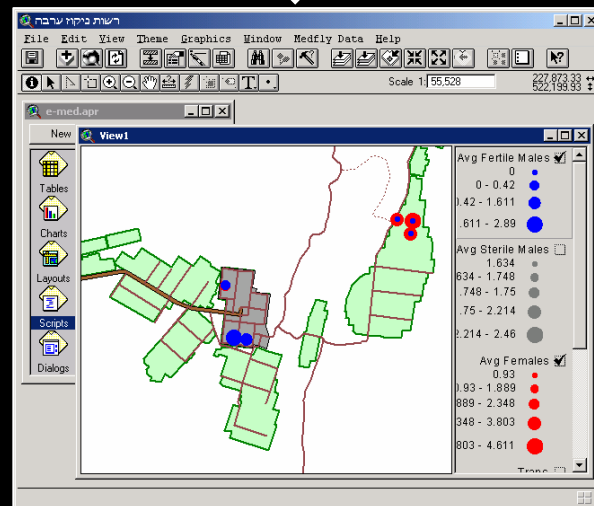 רשות ניקוז ערבה
File Edit View Theme Graphics Window Medfly Data Help
Scale 1: 55,528
227,873.33
522,199.93
e-med.apr
New
Tables
Charts
Layouts
Scripts
Dialogs
View1
Avg Fertile Males
0
0 - 0.42
0.42 - 1.611
.611 - 2.89
Avg Sterile Males
1.634
634 - 1.748
.748 - 1.75
.75 - 2.214
2.214 - 2.46
Avg Females
0.93
0.93 - 1.889
889 - 2.348
348 - 3.803
803 - 4.611